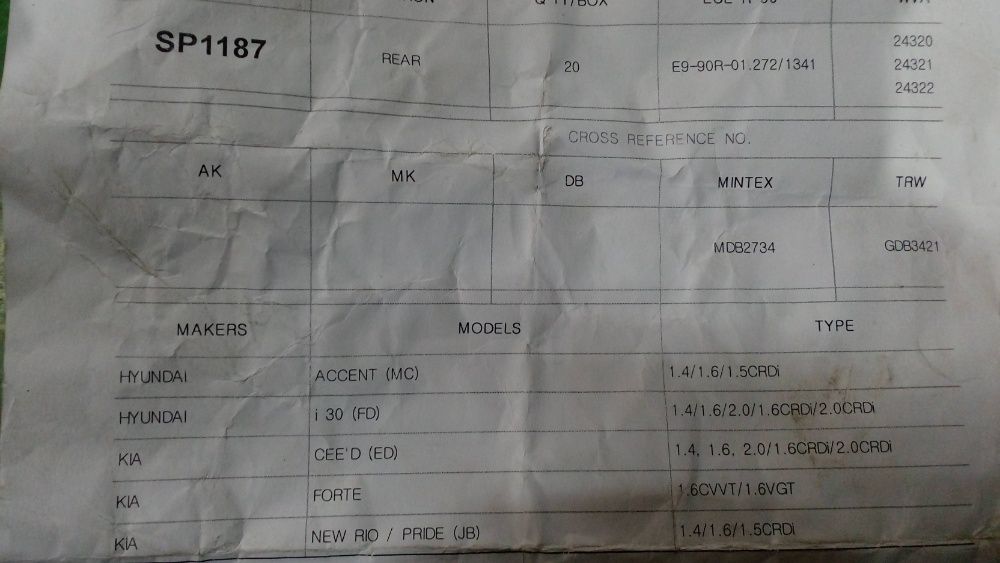 SP1187 REAR 20 E9-90R-01.272/1341 24320
24321
24322
CROSS REFERENCE NO.
AK MK DB MINTEX TRW
MDB2734 GDB3421
MAKERS MODELS TYPE
HYUNDAI ACCENT (MC) 1.4/1.6/1.5CRDi
HYUNDAI i 30 (FD) 1.4/1.6/2.0/1.6CRDi/2.0CRDi
KIA CEE'D (ED) 1.4, 1.6, 2.0/1.6CRDi/2.0CRDi
KIA FORTE 1.6CVVT/1.6VGT
KIA NEW RIO / PRIDE (JB) 1.4/1.6/1.5CRDi